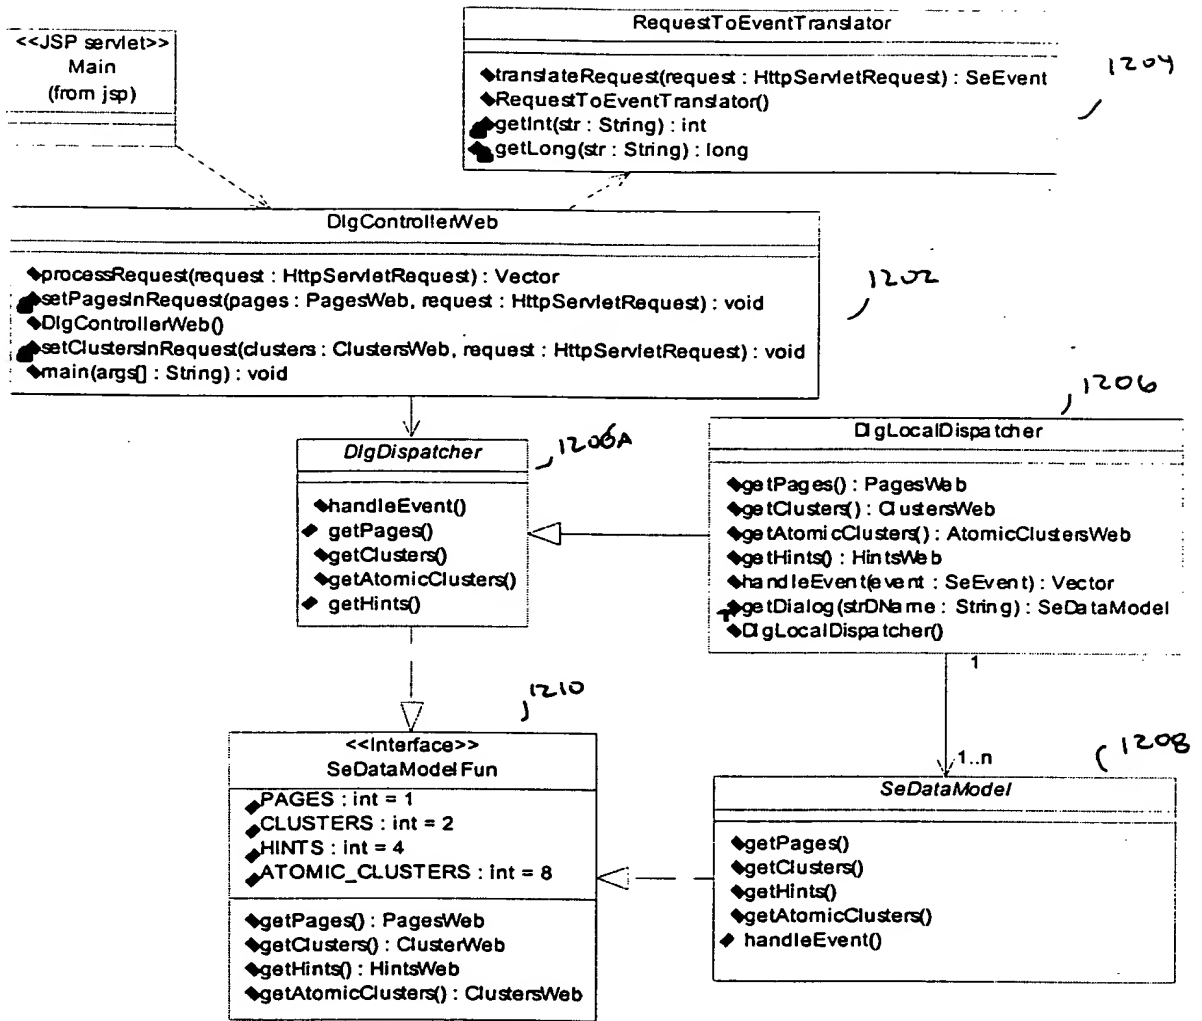 <<JSP servlet>>
Main
(from jsp)
RequestToEventTranslator
translateRequest(request : HttpServletRequest) : SeEvent
RequestToEventTranslator()
getInt(str : String) : int
getLong(str : String) : long
1204
DlgControllerWeb
processRequest(request : HttpServletRequest) : Vector
setPagesInRequest(pages : PagesWeb, request : HttpServletRequest) : void
DlgControllerWeb()
setClustersInRequest(clusters : ClustersWeb, request : HttpServletRequest) : void
main(args[] : String) : void
1202
DlgDispatcher
handleEvent()
getPages()
getClusters()
getAtomicClusters()
getHints()
1206A
1206
DlgLocalDispatcher
getPages() : PagesWeb
getClusters() : ClustersWeb
getAtomicClusters() : AtomicClustersWeb
getHints() : HintsWeb
handleEvent(event : SeEvent) : Vector
getDialog(strDName : String) : SeDataModel
DlgLocalDispatcher()
1
1..n
1210
<<Interface>>
SeDataModelFun
PAGES : int = 1
CLUSTERS : int = 2
HINTS : int = 4
ATOMIC_CLUSTERS : int = 8
getPages() : PagesWeb
getClusters() : ClusterWeb
getHints() : HintsWeb
getAtomicClusters() : ClustersWeb
1208
SeDataModel
getPages()
getClusters()
getHints()
getAtomicClusters()
handleEvent()